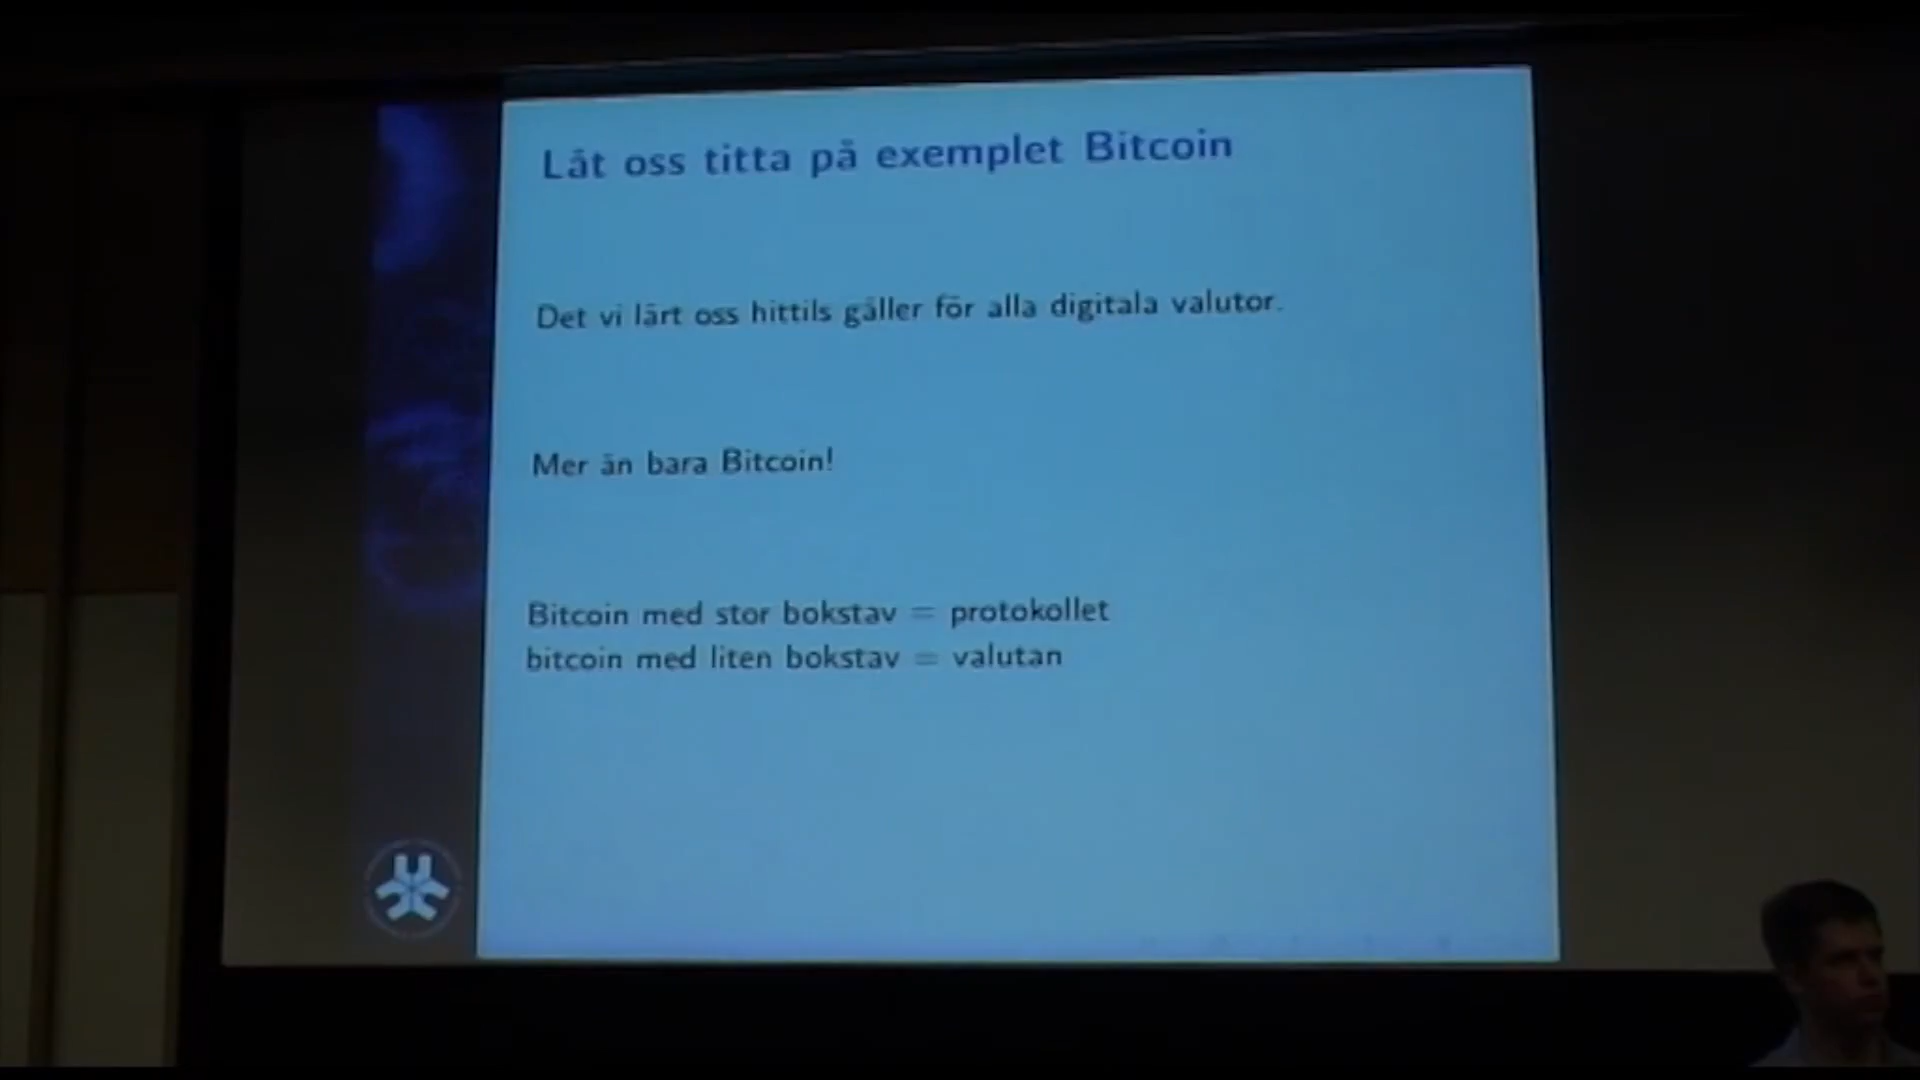 Låt oss titta på exemplet Bitcoin
Det vi lärt oss hittils gäller för alla digitala valutor.
Mer än bara Bitcoin!
Bitcoin med stor bokstav = protokollet
bitcoin med liten bokstav = valutan